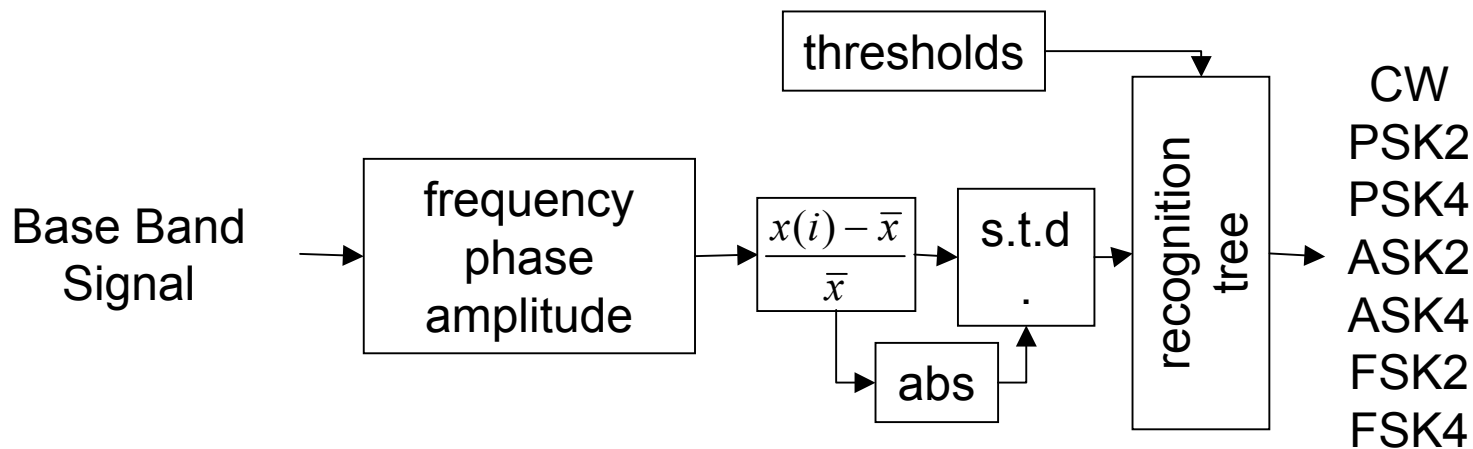 Base Band
Signal
frequency
phase
amplitude
x(i) − x̄
x̄
abs
s.t.d
.
thresholds
recognition
tree
CW
PSK2
PSK4
ASK2
ASK4
FSK2
FSK4